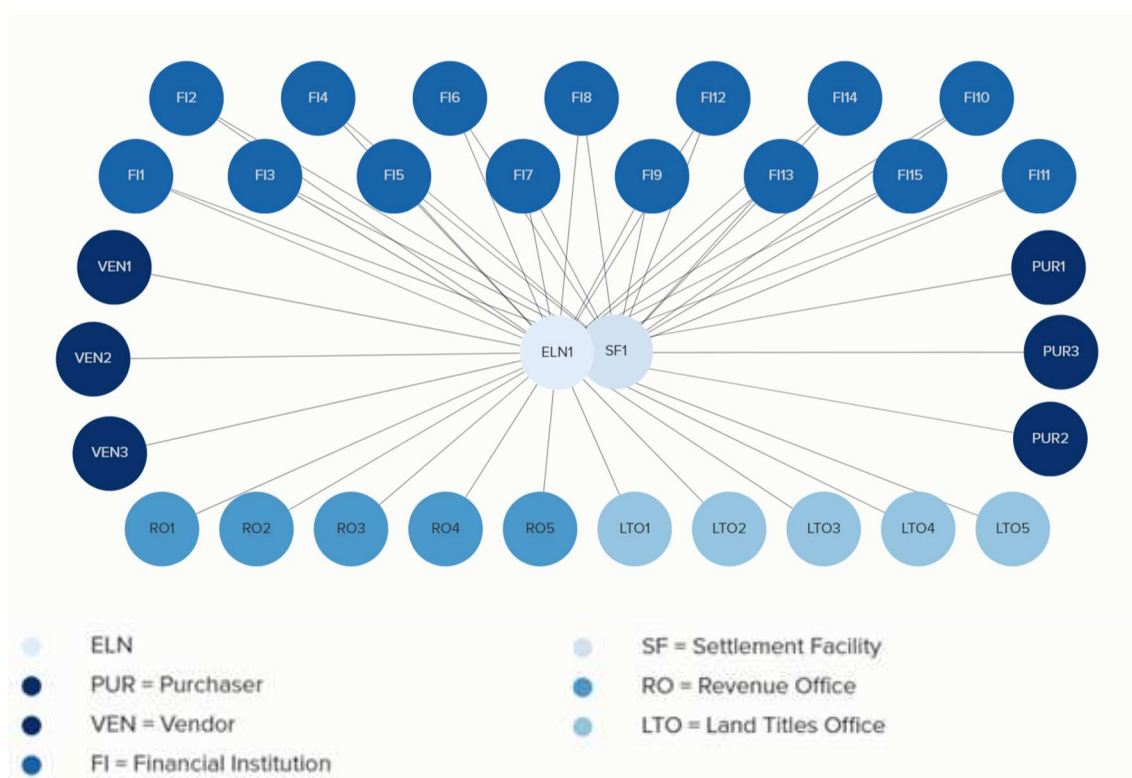 FI2 FI4 FI6 FI8 FI12 FI14 FI10
FI1 FI3 FI5 FI7 FI9 FI13 FI15 FI11
VEN1 PUR1
VEN2 ELN1 SF1 PUR3
VEN3 PUR2
RO1 RO2 RO3 RO4 RO5 LTO1 LTO2 LTO3 LTO4 LTO5
ELN
PUR = Purchaser
VEN = Vendor
FI = Financial Institution
SF = Settlement Facility
RO = Revenue Office
LTO = Land Titles Office